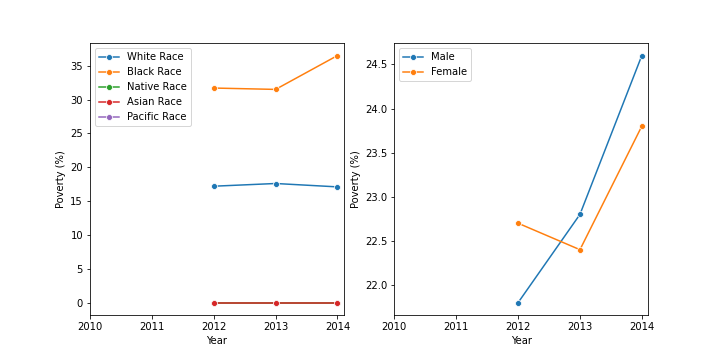 White Race
Black Race
Native Race
Asian Race
Pacific Race
Poverty (%)
35
30
25
20
15
10
5
0
2010 2011 2012 2013 2014
Year
Male
Female
Poverty (%)
24.5
24.0
23.5
23.0
22.5
22.0
2010 2011 2012 2013 2014
Year